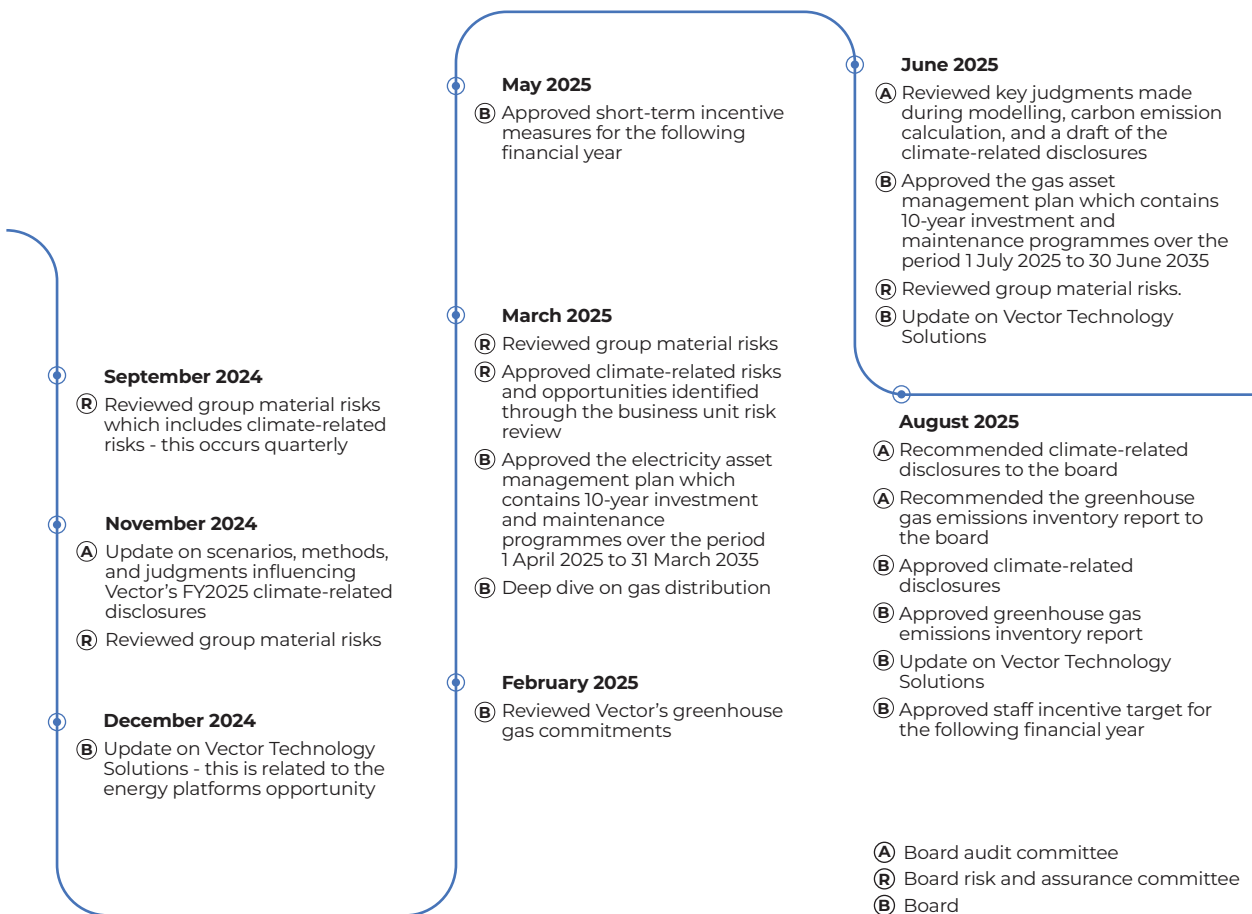 September 2024
R Reviewed group material risks
which includes climate-related
risks - this occurs quarterly
November 2024
A Update on scenarios, methods,
and judgments influencing
Vector's FY2025 climate-related
disclosures
R Reviewed group material risks
December 2024
B Update on Vector Technology
Solutions - this is related to the
energy platforms opportunity
February 2025
B Reviewed Vector's greenhouse
gas commitments
March 2025
R Reviewed group material risks
R Approved climate-related risks
and opportunities identified
through the business unit risk
review
B Approved the electricity asset
management plan which
contains 10-year investment
and maintenance
programmes over the period
1 April 2025 to 31 March 2035
B Deep dive on gas distribution
May 2025
B Approved short-term incentive
measures for the following
financial year
June 2025
A Reviewed key judgments made
during modelling, carbon emission
calculation, and a draft of the
climate-related disclosures
B Approved the gas asset
management plan which contains
10-year investment and
maintenance programmes over the
period 1 July 2025 to 30 June 2035
R Reviewed group material risks.
B Update on Vector Technology
Solutions
August 2025
A Recommended climate-related
disclosures to the board
A Recommended the greenhouse
gas emissions inventory report to
the board
B Approved climate-related
disclosures
B Approved greenhouse gas
emissions inventory report
B Update on Vector Technology
Solutions
B Approved staff incentive target for
the following financial year
A Board audit committee
R Board risk and assurance committee
B Board